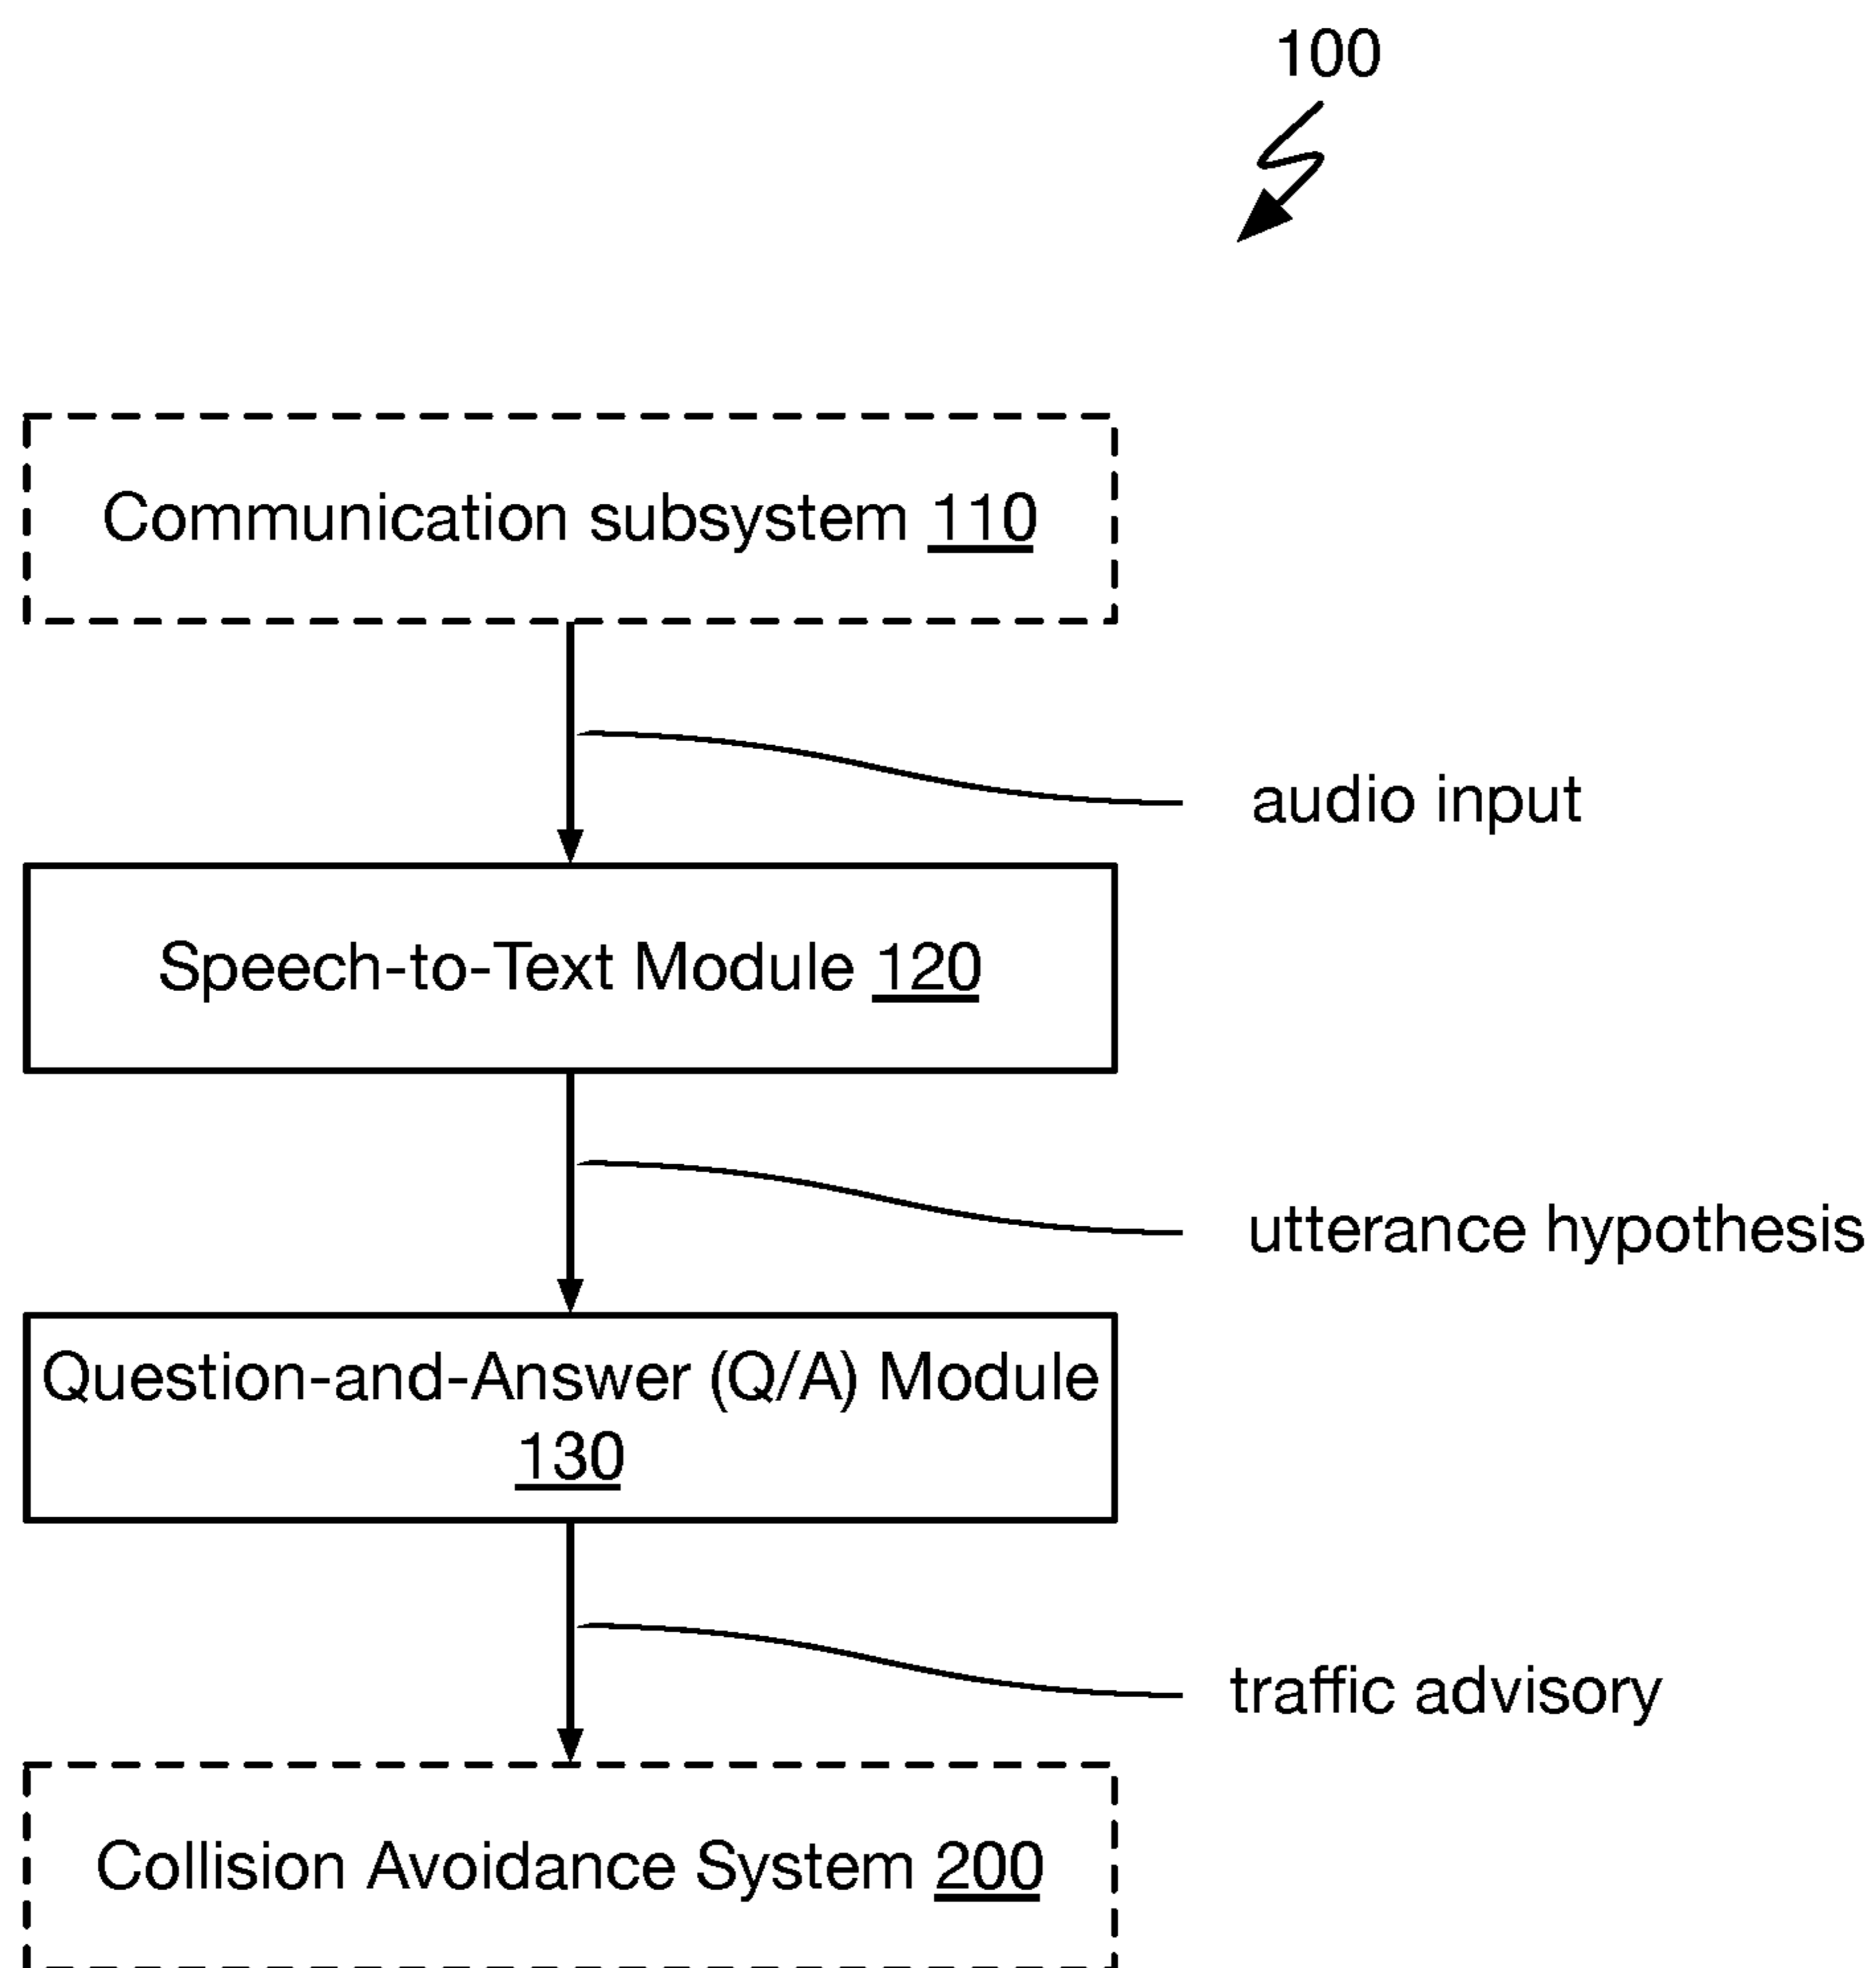 100
Communication subsystem 110
audio input
Speech-to-Text Module 120
utterance hypothesis
Question-and-Answer (Q/A) Module
130
traffic advisory
Collision Avoidance System 200